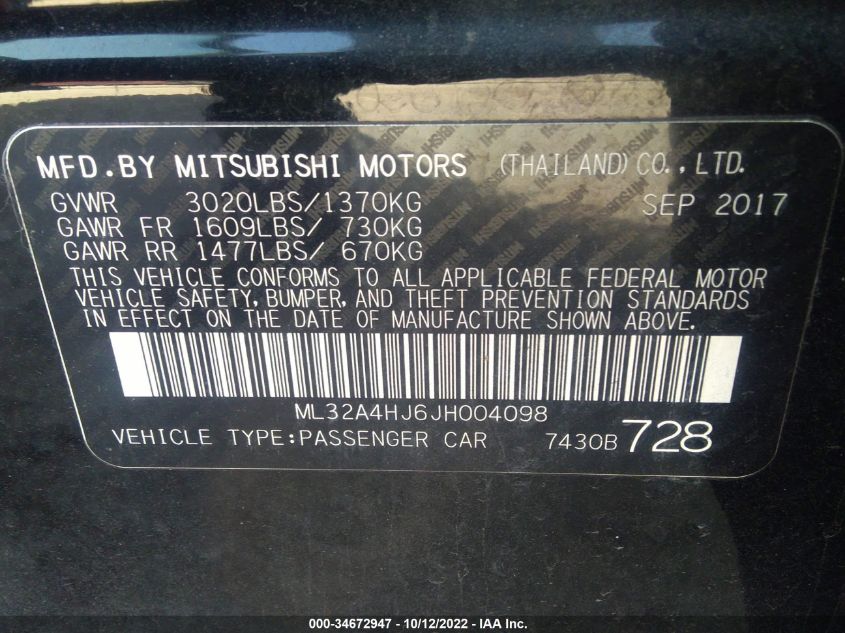 MFD.BY MITSUBISHI MOTORS (THAILAND) CO.,LTD.
GVWR 3020LBS/1370KG SEP 2017
GAWR FR 1609LBS/ 730KG
GAWR RR 1477LBS/ 670KG
THIS VEHICLE CONFORMS TO ALL APPLICABLE FEDERAL MOTOR
VEHICLE SAFETY, BUMPER, AND THEFT PREVENTION STANDARDS
IN EFFECT ON THE DATE OF MANUFACTURE SHOWN ABOVE.
ML32A4HJ6JH004098
VEHICLE TYPE:PASSENGER CAR 7430B 728
000-34672947 - 10/12/2022 - IAA Inc.